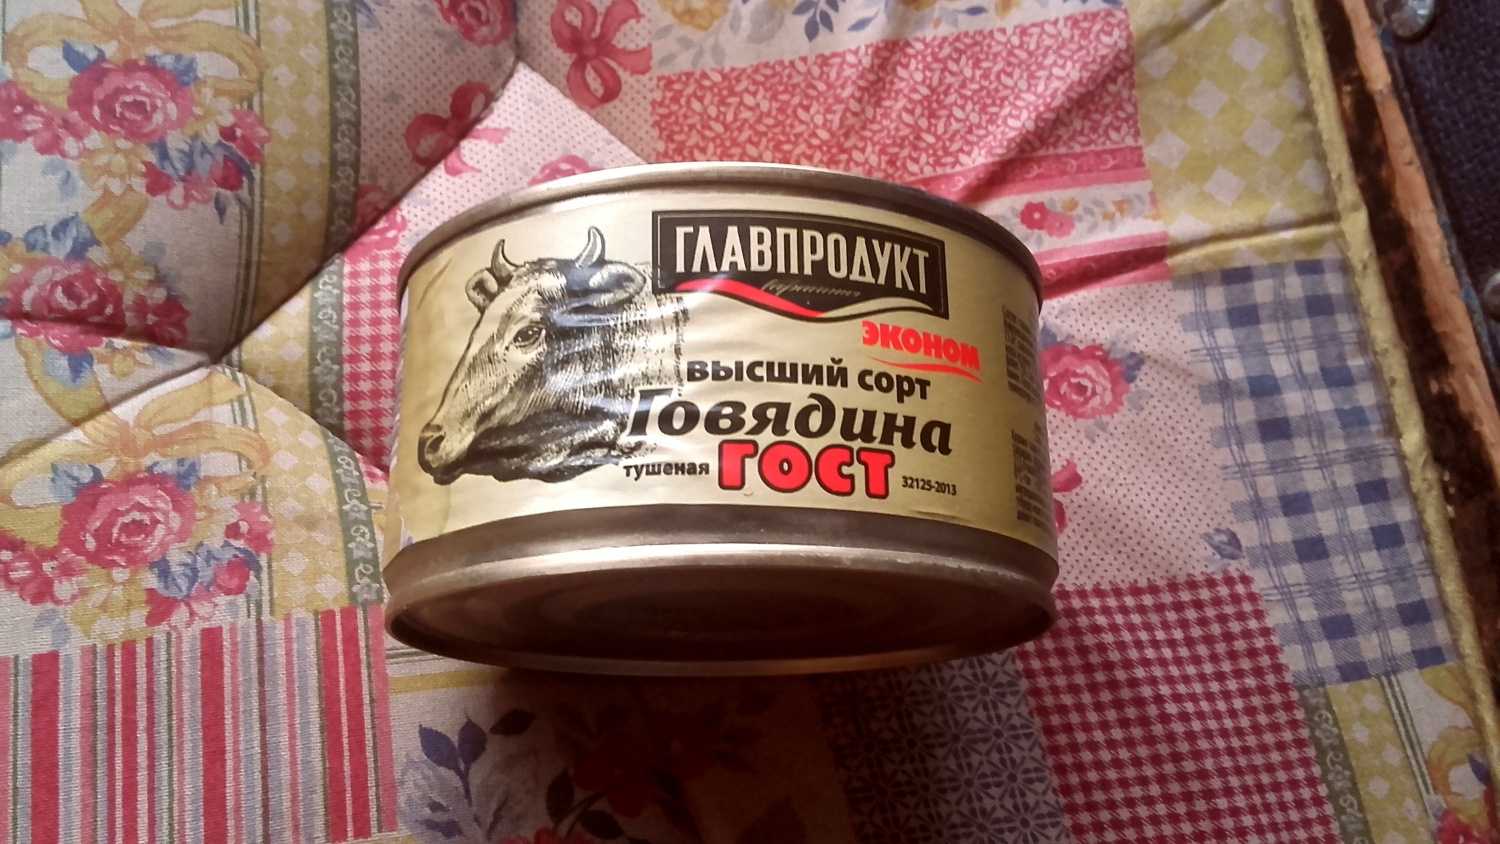 ГЛАВПРОДУКТ
ЭКОНОМ
ВЫСШИЙ СОРТ
Говядина
тушеная ГОСТ 32125-2013